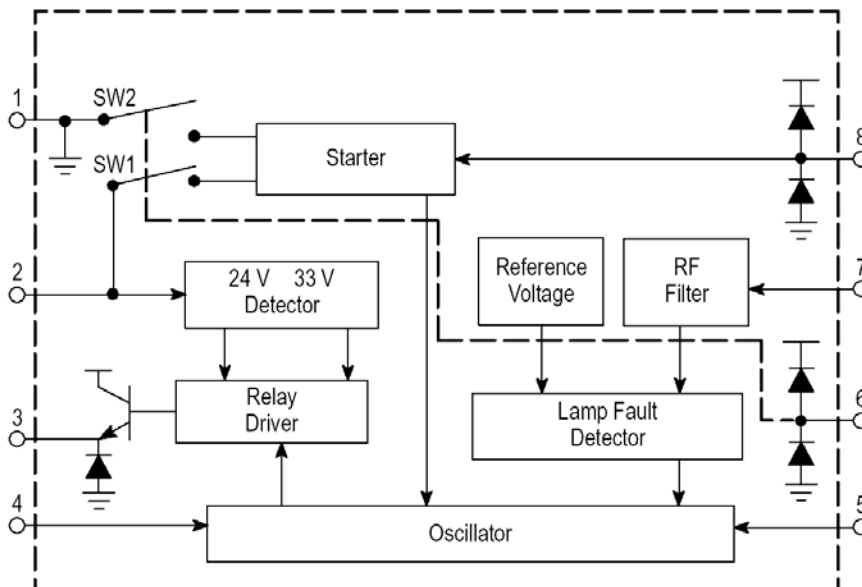 1
SW2
Starter
8
SW1
2
24 V 33 V
Detector
Reference
Voltage
RF
Filter
7
Relay
Driver
Lamp Fault
Detector
6
3
4
Oscillator
5